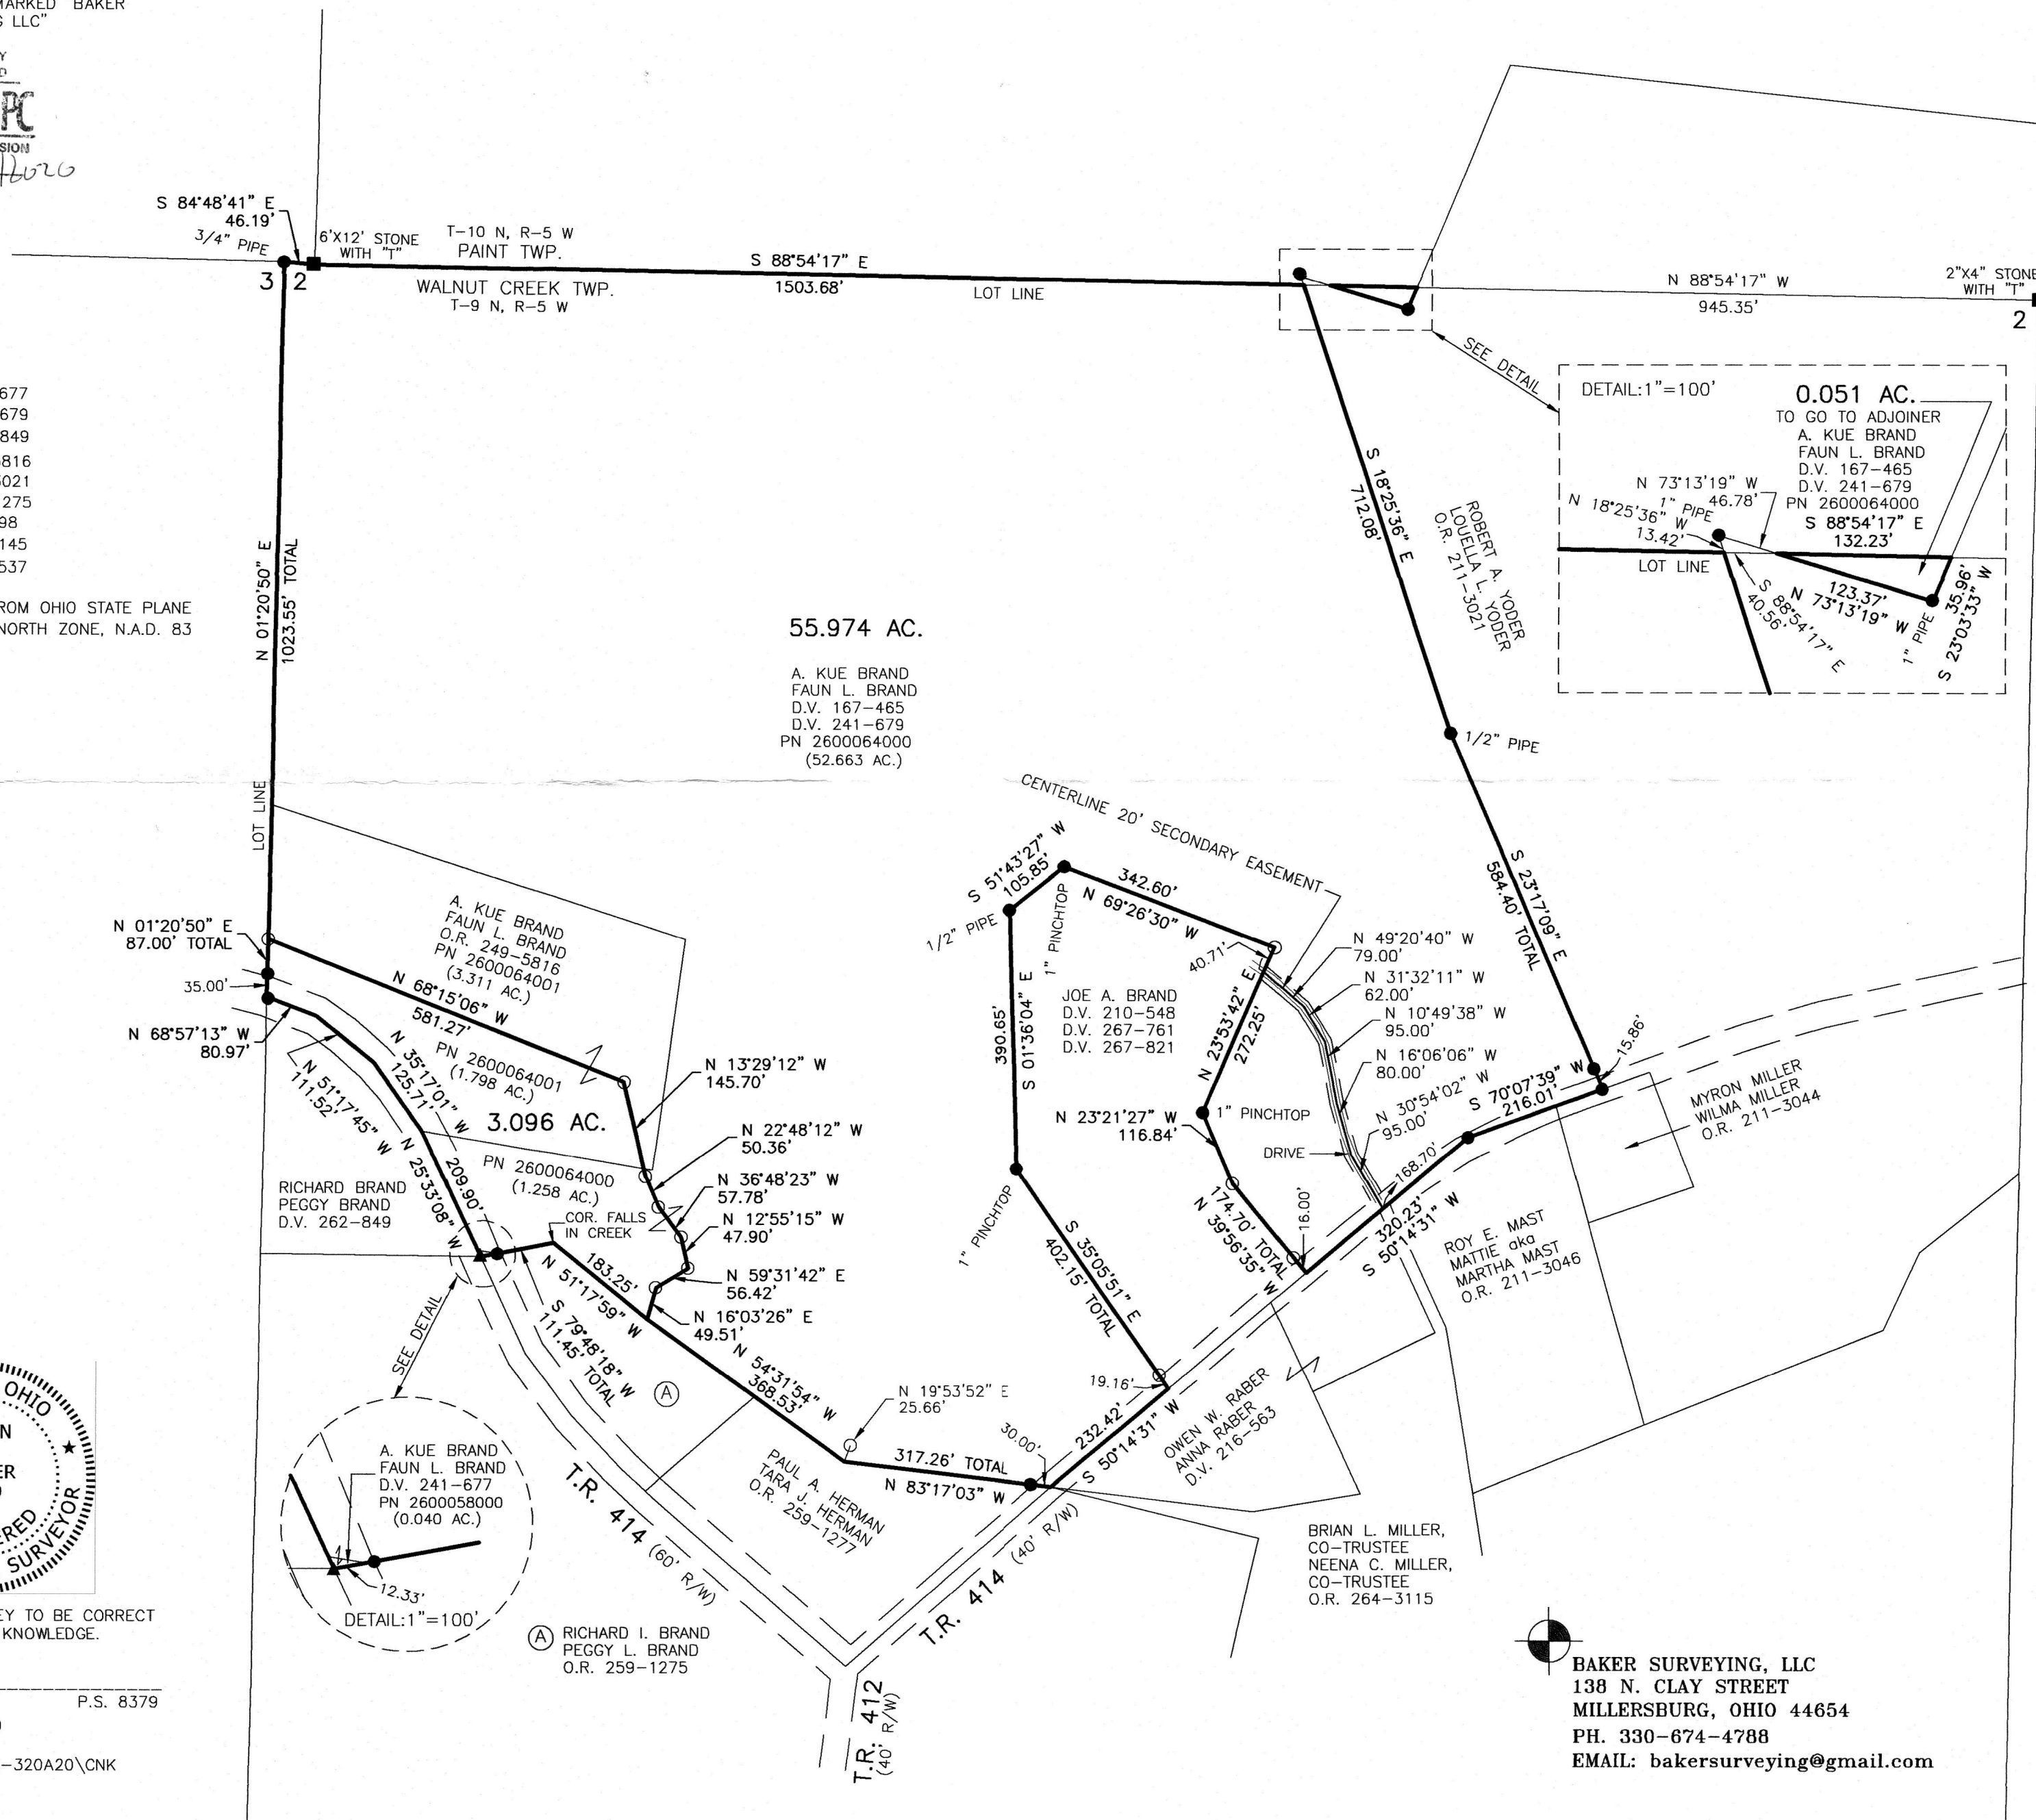 MARKED "BAKER
LLC"
PC
SION
S 84°48'41" E
46.19'
3/4" PIPE
6'X12' STONE
WITH "T"
T-10 N, R-5 W
PAINT TWP.
WALNUT CREEK TWP.
T-9 N, R-5 W
3 2
S 88°54'17" E
1503.68'
LOT LINE
N 88°54'17" W
945.35'
2"X4" STONE
WITH "T"
2
SEE DETAIL
DETAIL:1"=100'
0.051 AC.
TO GO TO ADJOINER
A. KUE BRAND
FAUN L. BRAND
D.V. 167-465
D.V. 241-679
PN 2600064000
S 88°54'17" E
132.23'
N 73°13'19" W
46.78'
1" PIPE
N 18°25'36" W
13.42'
LOT LINE
S 88°54'17" E
40.56'
123.37'
N 73°13'19" W
1" PIPE
35.96'
S 23°03'33" W
677
679
849
5816
3021
1275
98
145
537
ROM OHIO STATE PLANE
NORTH ZONE, N.A.D. 83
N 01°20'50" E
1023.55' TOTAL
LOT LINE
S 18°25'36" E
712.08'
ROBERT A. YODER
LOUELLA L. YODER
O.R. 211-3021
1/2" PIPE
55.974 AC.
A. KUE BRAND
FAUN L. BRAND
D.V. 167-465
D.V. 241-679
PN 2600064000
(52.663 AC.)
S 23°17'09" E
584.40' TOTAL
CENTERLINE 20' SECONDARY EASEMENT
S 51°43'27" W
105.85'
1/2" PIPE
1" PINCHTOP
342.60'
N 69°26'30" W
40.71'
N 49°20'40" W
79.00'
N 31°32'11" W
62.00'
N 10°49'38" W
95.00'
N 16°06'06" W
80.00'
N 30°54'02" W
95.00'
DRIVE
390.65'
S 01°36'04" E
JOE A. BRAND
D.V. 210-548
D.V. 267-761
D.V. 267-821
N 23°53'42" E
272.25'
1" PINCHTOP
N 23°21'27" W
116.84'
174.70' TOTAL
N 39°56'35" W
16.00'
168.70'
320.23'
S 50°14'31" W
S 70°07'39" W
216.01'
15.86'
MYRON MILLER
WILMA MILLER
O.R. 211-3044
ROY E. MAST
MATTIE aka
MARTHA MAST
O.R. 211-3046
1" PINCHTOP
S 35°05'51" E
402.15' TOTAL
19.16'
232.42'
S 50°14'31" W
30.00'
OWEN W. RABER
ANNA RABER
D.V. 216-563
N 01°20'50" E
87.00' TOTAL
35.00'
N 68°57'13" W
80.97'
A. KUE BRAND
FAUN L. BRAND
O.R. 249-5816
PN 2600064001
(3.311 AC.)
N 68°15'06" W
581.27'
PN 2600064001
(1.798 AC.)
3.096 AC.
N 51°17'45" W
111.52'
N 35°17'01" W
125.71'
N 25°33'08" W
209.90'
PN 2600064000
(1.258 AC.)
COR. FALLS
IN CREEK
N 13°29'12" W
145.70'
N 22°48'12" W
50.36'
N 36°48'23" W
57.78'
N 12°55'15" W
47.90'
N 59°31'42" E
56.42'
N 16°03'26" E
49.51'
RICHARD BRAND
PEGGY BRAND
D.V. 262-849
183.25'
N 51°17'59" W
S 79°48'18" W
111.45' TOTAL
A
N 54°31'54" W
368.53'
N 19°53'52" E
25.66'
317.26' TOTAL
N 83°17'03" W
PAUL A. HERMAN
TARA J. HERMAN
O.R. 259-1277
T.R. 414 (60' R/W)
T.R. 414 (40' R/W)
T.R. 412
(40' R/W)
SEE DETAIL
A. KUE BRAND
FAUN L. BRAND
D.V. 241-677
PN 2600058000
(0.040 AC.)
12.33'
DETAIL:1"=100'
A RICHARD I. BRAND
PEGGY L. BRAND
O.R. 259-1275
BRIAN L. MILLER,
CO-TRUSTEE
NEENA C. MILLER,
CO-TRUSTEE
O.R. 264-3115
OHIO
SURVEYOR
EY TO BE CORRECT
KNOWLEDGE.
P.S. 8379
-320A20\CNK
BAKER SURVEYING, LLC
138 N. CLAY STREET
MILLERSBURG, OHIO 44654
PH. 330-674-4788
EMAIL: bakersurveying@gmail.com